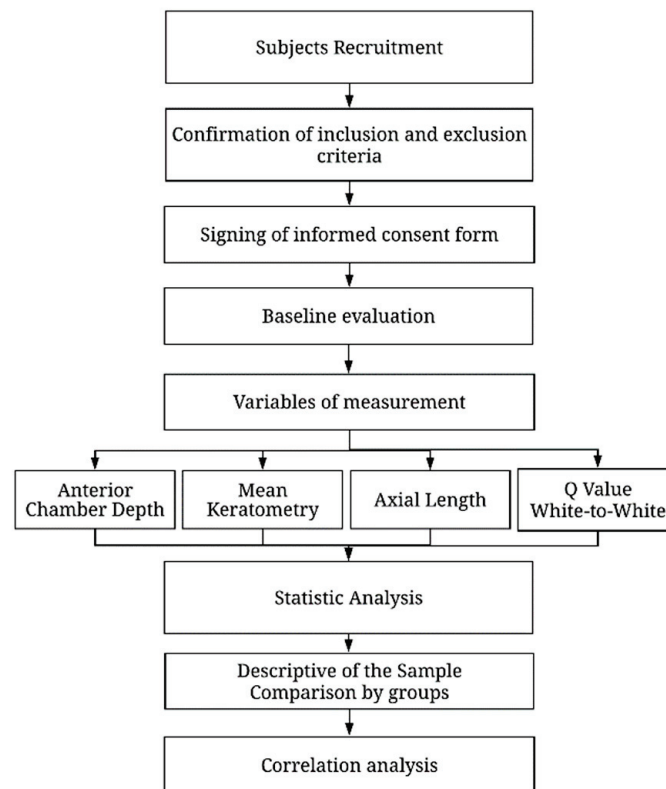 Subjects Recruitment
Confirmation of inclusion and exclusion
criteria
Signing of informed consent form
Baseline evaluation
Variables of measurement
Anterior
Chamber Depth
Mean
Keratometry
Axial Length
Q Value
White-to-White
Statistic Analysis
Descriptive of the Sample
Comparison by groups
Correlation analysis